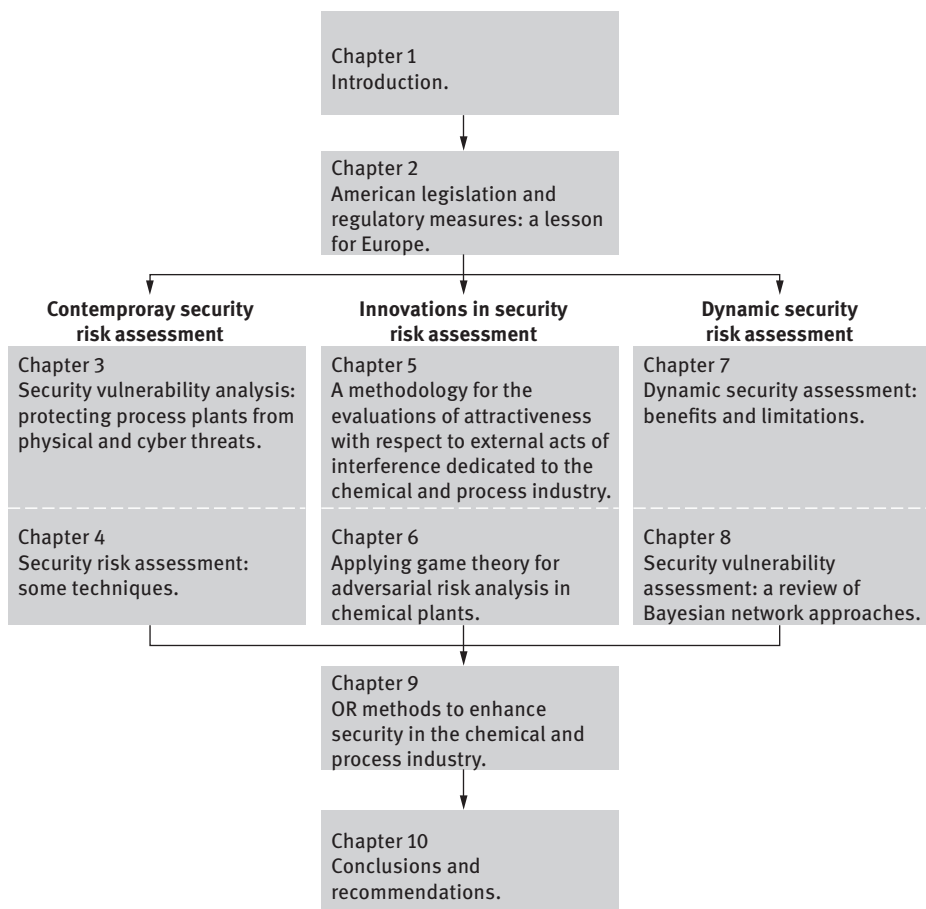 Chapter 1
Introduction.
Chapter 2
American legislation and
regulatory measures: a lesson
for Europe.
Contemproray security
risk assessment
Chapter 3
Security vulnerability analysis:
protecting process plants from
physical and cyber threats.
Chapter 4
Security risk assessment:
some techniques.
Innovations in security
risk assessment
Chapter 5
A methodology for the
evaluations of attractiveness
with respect to external acts of
interference dedicated to the
chemical and process industry.
Chapter 6
Applying game theory for
adversarial risk analysis in
chemical plants.
Dynamic security
risk assessment
Chapter 7
Dynamic security assessment:
benefits and limitations.
Chapter 8
Security vulnerability
assessment: a review of
Bayesian network approaches.
Chapter 9
OR methods to enhance
security in the chemical and
process industry.
Chapter 10
Conclusions and
recommendations.